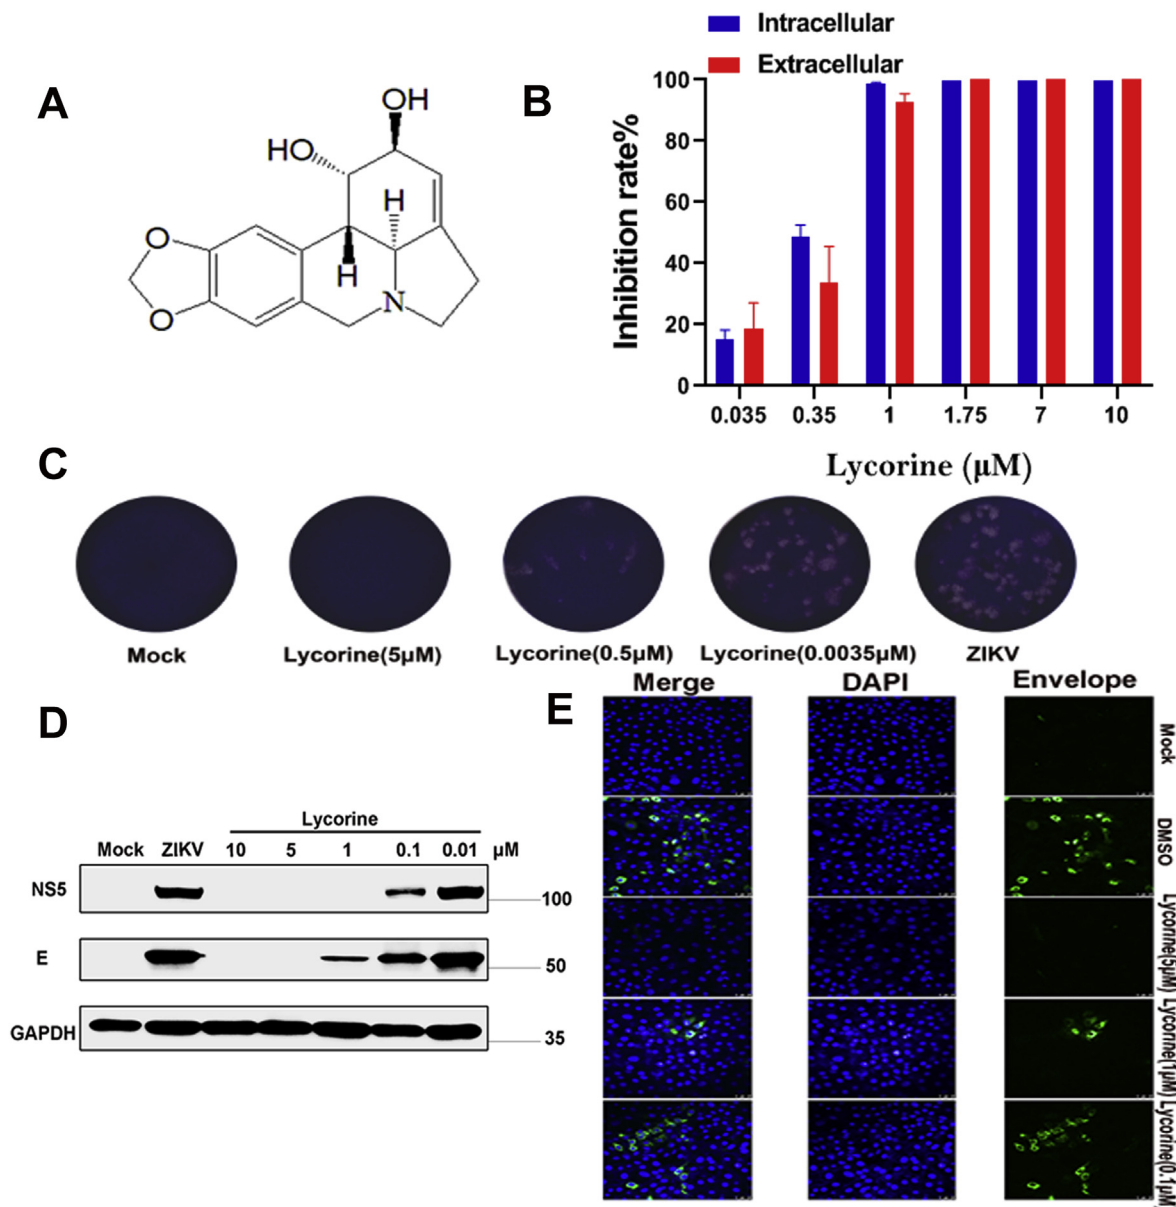 A
OH
HO
H
H
O
O
N
B
Intracellular
Extracellular
Inhibition rate%
100
80
60
40
20
0
0.035 0.35 1 1.75 7 10
Lycorine (μM)
C
Mock Lycorine(5μM) Lycorine(0.5μM) Lycorine(0.0035μM) ZIKV
D
Lycorine
Mock ZIKV 10 5 1 0.1 0.01 μM
NS5 100
E 50
GAPDH 35
E
Merge DAPI Envelope
Mock
DMSO
Lycorine(5μM)
Lycorine(1μM)
Lycorine(0.1μM)